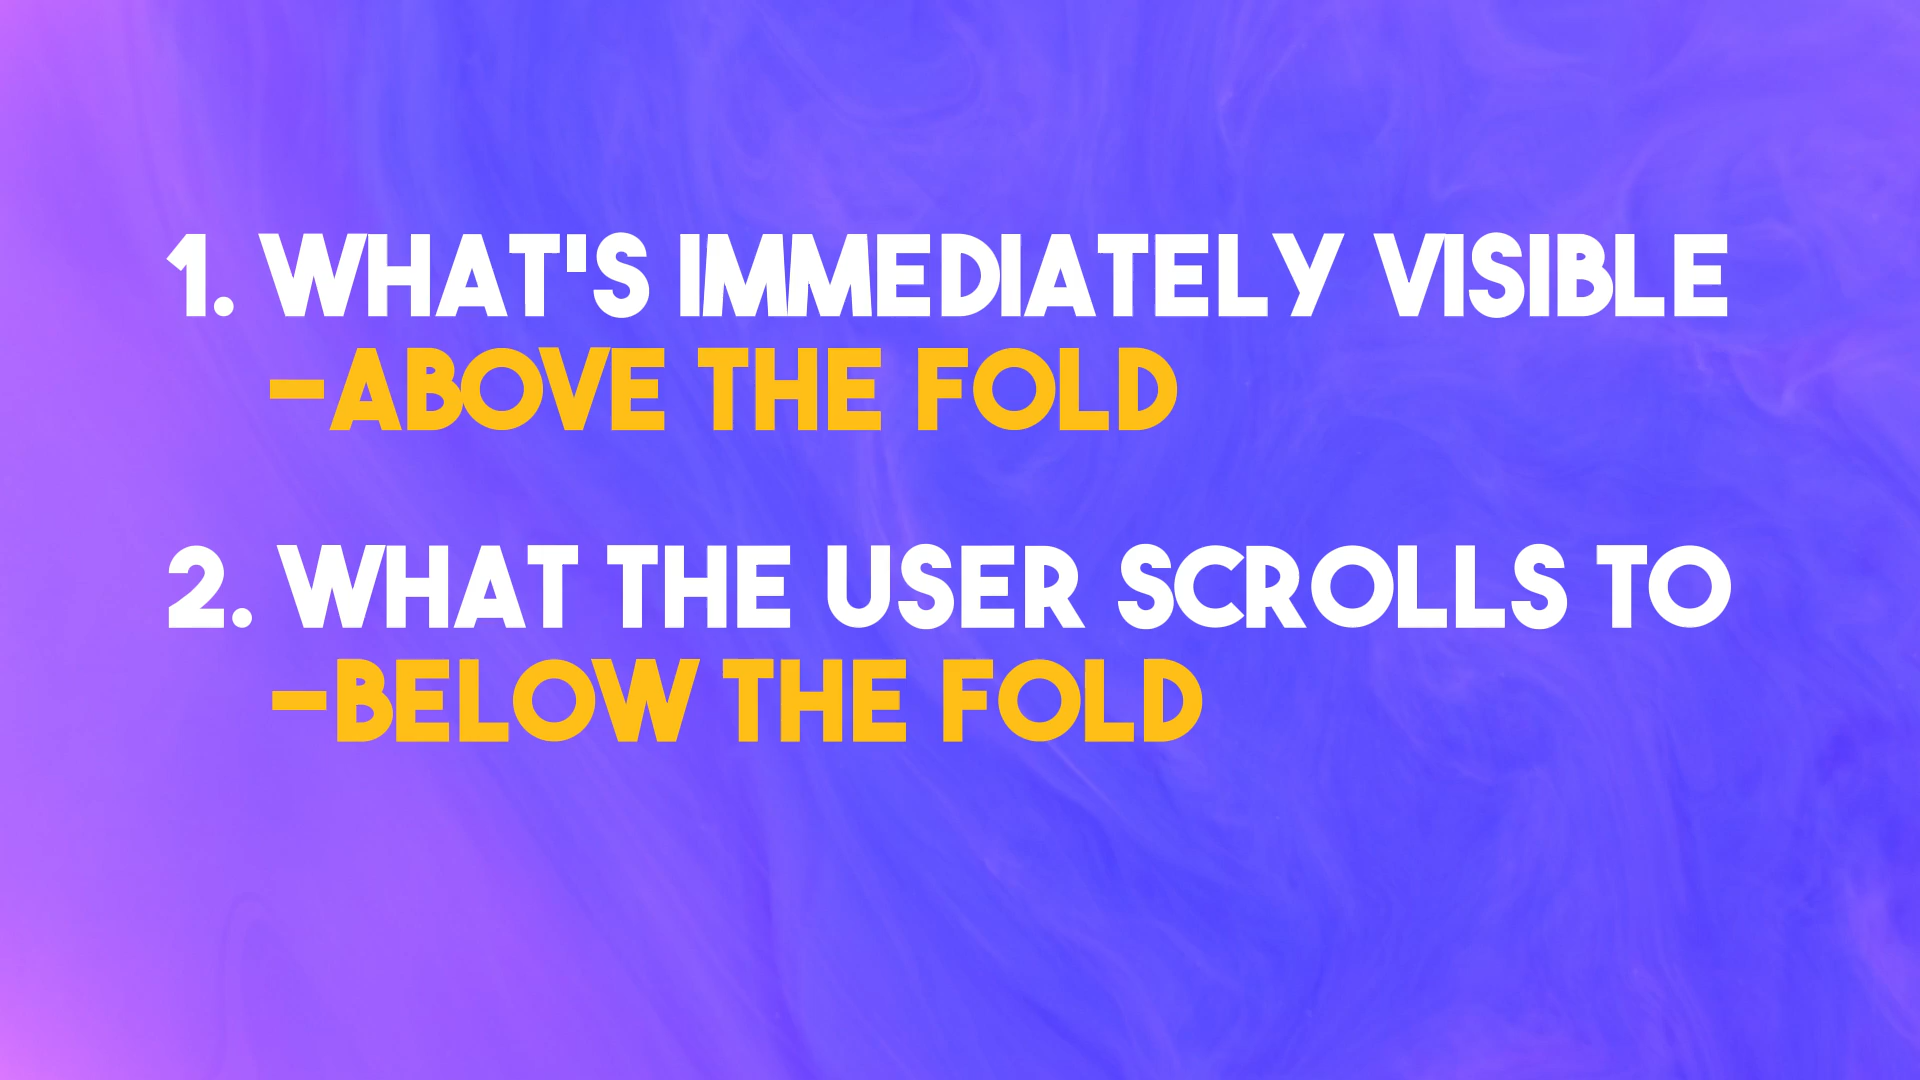 1. WHAT'S IMMEDIATELY VISIBLE
–ABOVE THE FOLD
2. WHAT THE USER SCROLLS TO
–BELOW THE FOLD